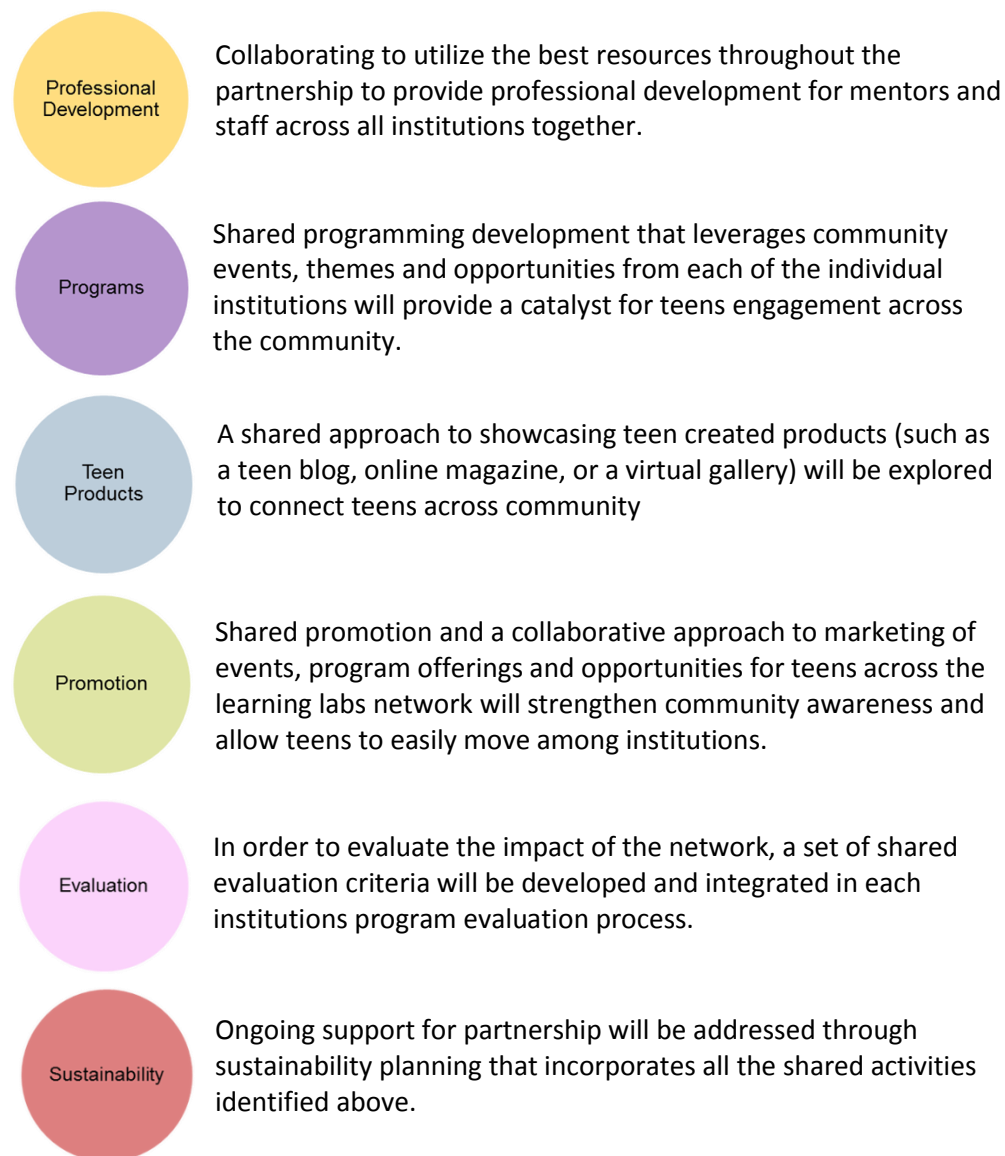 Professional
Development
Collaborating to utilize the best resources throughout the
partnership to provide professional development for mentors and
staff across all institutions together.
Programs
Shared programming development that leverages community
events, themes and opportunities from each of the individual
institutions will provide a catalyst for teens engagement across
the community.
Teen
Products
A shared approach to showcasing teen created products (such as
a teen blog, online magazine, or a virtual gallery) will be explored
to connect teens across community
Promotion
Shared promotion and a collaborative approach to marketing of
events, program offerings and opportunities for teens across the
learning labs network will strengthen community awareness and
allow teens to easily move among institutions.
Evaluation
In order to evaluate the impact of the network, a set of shared
evaluation criteria will be developed and integrated in each
institutions program evaluation process.
Sustainability
Ongoing support for partnership will be addressed through
sustainability planning that incorporates all the shared activities
identified above.